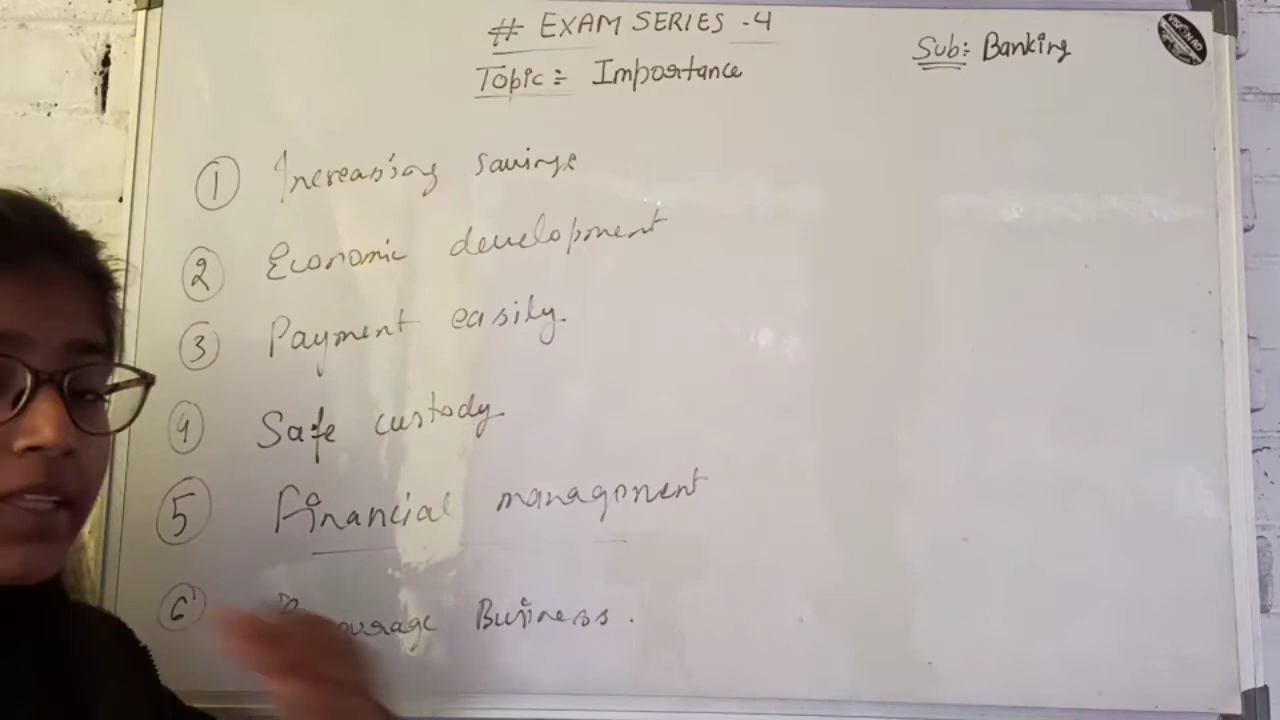 # EXAM SERIES - 4
Sub: Banking
Topic: Importance
1 Increasing savings
2 Economic development
3 Payment easily.
4 Safe custody.
5 Financial management
6 Business.